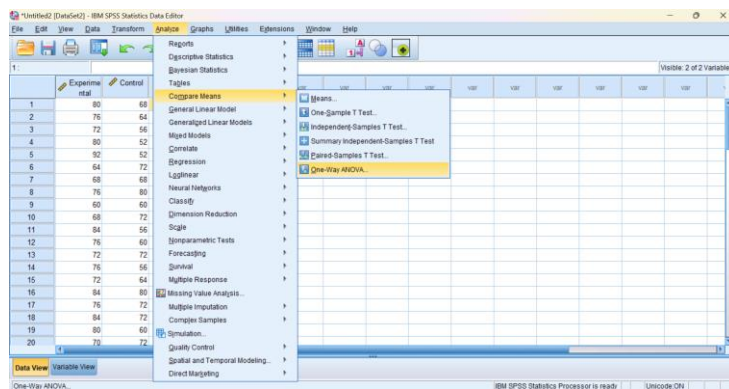 *Untitled2 [DataSet2] - IBM SPSS Statistics Data Editor
File Edit View Data Transform Analyze Graphs Utilities Extensions Window Help
1 :
Visible: 2 of 2 Variable
Experimental Control var var var var var var var
1 80 68
2 76 64
3 72 56
4 80 52
5 92 52
6 64 72
7 68 68
8 76 80
9 60 60
10 68 72
11 84 56
12 76 60
13 72 72
14 76 56
15 72 64
16 84 80
17 76 72
18 84 72
19 80 60
20 70 72
Reports
Descriptive Statistics
Bayesian Statistics
Tables
Compare Means
General Linear Model
Generalized Linear Models
Mixed Models
Correlate
Regression
Loglinear
Neural Networks
Classify
Dimension Reduction
Scale
Nonparametric Tests
Forecasting
Survival
Multiple Response
Missing Value Analysis...
Multiple Imputation
Complex Samples
Simulation...
Quality Control
Spatial and Temporal Modeling...
Direct Marketing
Means...
One-Sample T Test...
Independent-Samples T Test...
Summary Independent-Samples T Test
Paired-Samples T Test...
One-Way ANOVA...
Data View Variable View
One-Way ANOVA... IBM SPSS Statistics Processor is ready Unicode:ON